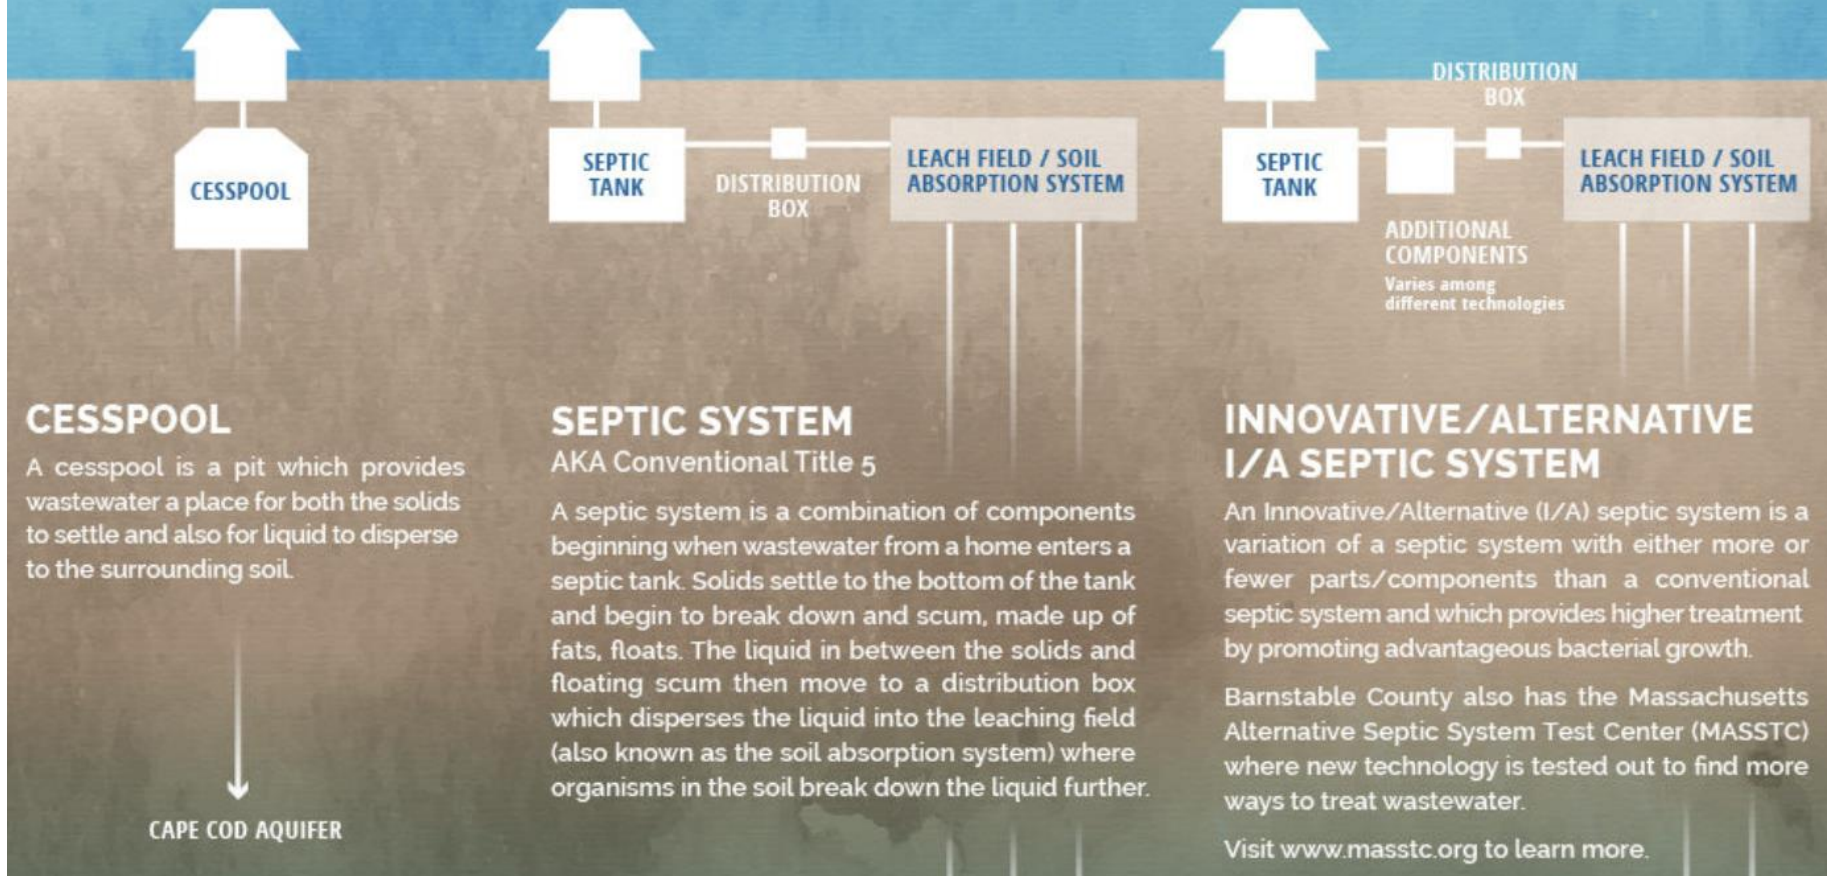 CESSPOOL
CESSPOOL
A cesspool is a pit which provides
wastewater a place for both the solids
to settle and also for liquid to disperse
to the surrounding soil.
CAPE COD AQUIFER
SEPTIC
TANK
DISTRIBUTION
BOX
LEACH FIELD / SOIL
ABSORPTION SYSTEM
SEPTIC SYSTEM
AKA Conventional Title 5
A septic system is a combination of components
beginning when wastewater from a home enters a
septic tank. Solids settle to the bottom of the tank
and begin to break down and scum, made up of
fats, floats. The liquid in between the solids and
floating scum then move to a distribution box
which disperses the liquid into the leaching field
(also known as the soil absorption system) where
organisms in the soil break down the liquid further.
SEPTIC
TANK
DISTRIBUTION
BOX
ADDITIONAL
COMPONENTS
Varies among
different technologies
LEACH FIELD / SOIL
ABSORPTION SYSTEM
INNOVATIVE/ALTERNATIVE
I/A SEPTIC SYSTEM
An Innovative/Alternative (I/A) septic system is a
variation of a septic system with either more or
fewer parts/components than a conventional
septic system and which provides higher treatment
by promoting advantageous bacterial growth.
Barnstable County also has the Massachusetts
Alternative Septic System Test Center (MASSTC)
where new technology is tested out to find more
ways to treat wastewater.
Visit www.masstc.org to learn more.